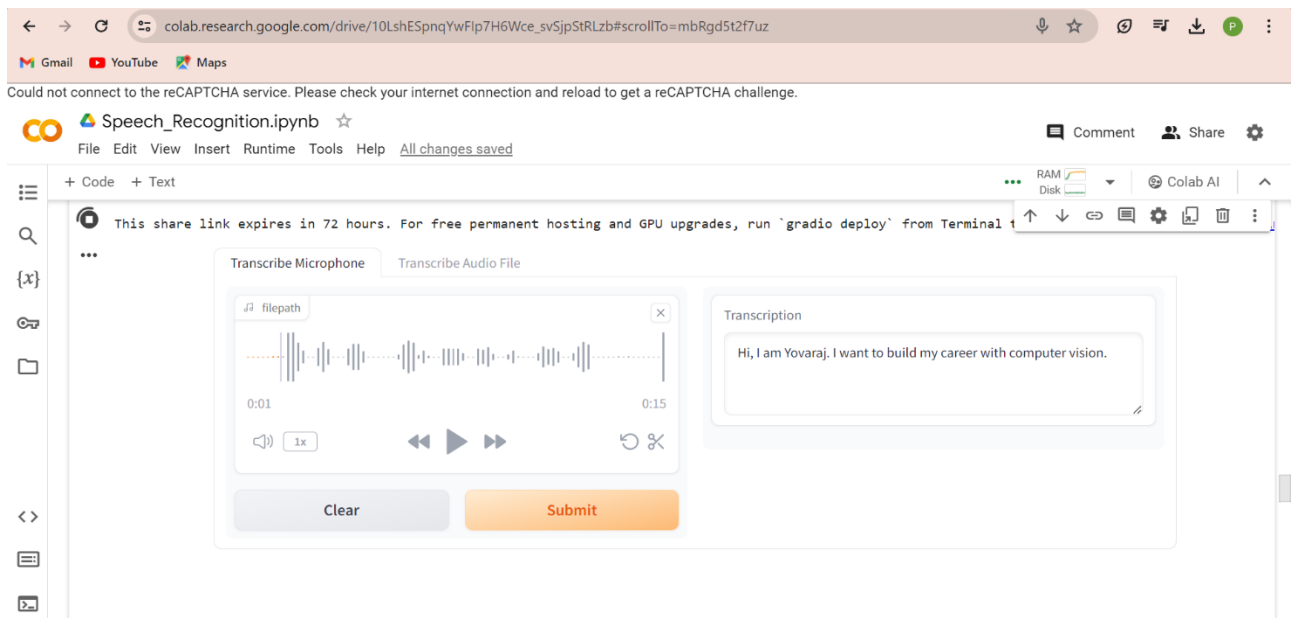 colab.research.google.com/drive/10LshESpnqYwFIp7H6Wce_svSjpStRLzb#scrollTo=mbRgd5t2f7uz
P
Gmail YouTube Maps
Could not connect to the reCAPTCHA service. Please check your internet connection and reload to get a reCAPTCHA challenge.
CO Speech_Recognition.ipynb
Comment Share
File Edit View Insert Runtime Tools Help All changes saved
+ Code + Text
RAM
Disk
Colab AI
This share link expires in 72 hours. For free permanent hosting and GPU upgrades, run `gradio deploy` from Terminal
{x}
Transcribe Microphone Transcribe Audio File
filepath
Transcription
Hi, I am Yovaraj. I want to build my career with computer vision.
0:01 0:15
1x
Clear Submit